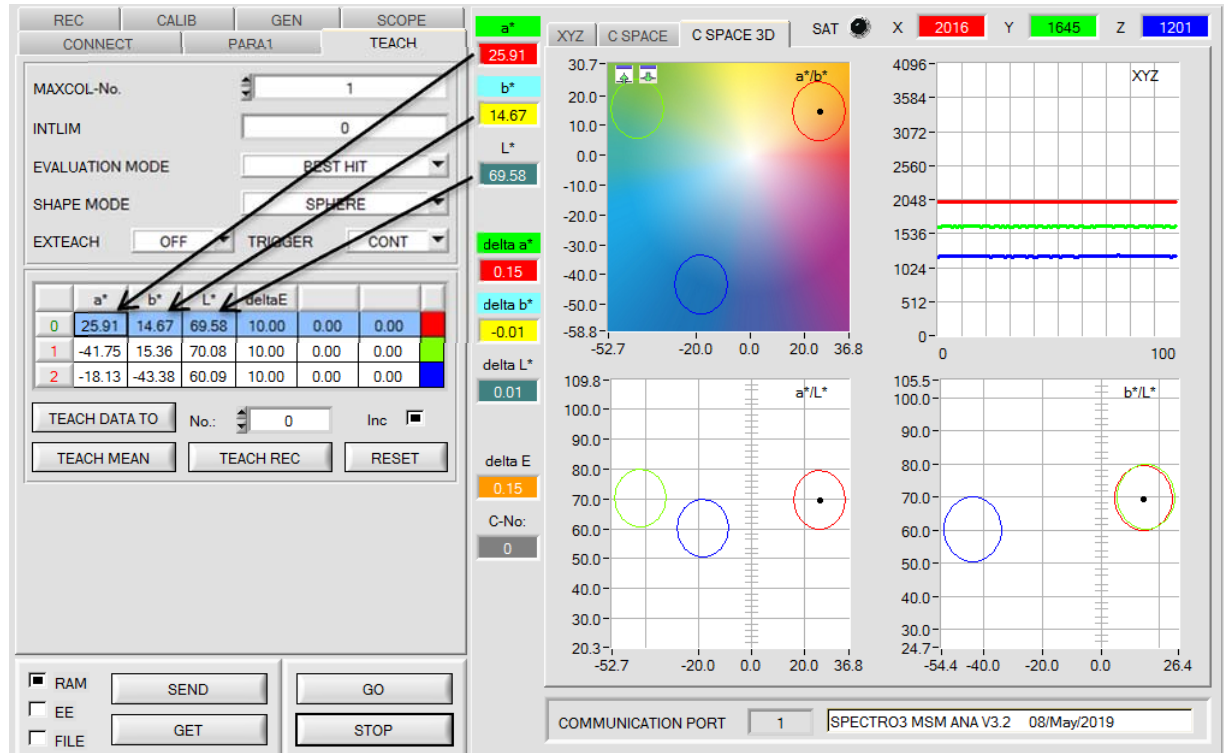 REC CALIB GEN SCOPE
CONNECT PARA1 TEACH
MAXCOL-No. 1
INTLIM 0
EVALUATION MODE BEST HIT
SHAPE MODE SPHERE
EXTEACH OFF TRIGGER CONT
a* b* L* deltaE
0 25.91 14.67 69.58 10.00 0.00 0.00
1 -41.75 15.36 70.08 10.00 0.00 0.00
2 -18.13 -43.38 60.09 10.00 0.00 0.00
TEACH DATA TO No.: 0 Inc
TEACH MEAN TEACH REC RESET
RAM
EE
FILE
SEND GO
GET STOP
a*
25.91
b*
14.67
L*
69.58
delta a*
0.15
delta b*
-0.01
delta L*
0.01
delta E
0.15
C-No:
0
XYZ C SPACE C SPACE 3D SAT X 2016 Y 1645 Z 1201
a*/b*
30.7
20.0
10.0
0.0
-10.0
-20.0
-30.0
-40.0
-50.0
-58.8
-52.7 -20.0 0.0 20.0 36.8
XYZ
4096
3584
3072
2560
2048
1536
1024
512
0
0 100
a*/L*
109.8
100.0
90.0
80.0
70.0
60.0
50.0
40.0
30.0
20.3
-52.7 -20.0 0.0 20.0 36.8
b*/L*
105.5
100.0
90.0
80.0
70.0
60.0
50.0
40.0
30.0
24.7
-54.4 -40.0 -20.0 0.0 26.4
COMMUNICATION PORT 1 SPECTRO3 MSM ANA V3.2 08/May/2019